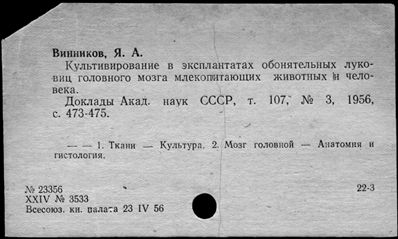 Винников, Я. А.
Культивирование в эксплантатах обонятельных луко-
виц головного мозга млекопитающих животных и чело-
века.
Доклады Акад. наук СССР, т. 107, № 3, 1956,
с. 473-475.
— — 1. Ткани — Культура. 2. Мозг головной — Анатомия и
гистология.
№ 23356 22-3
XXIV № 3533
Всесоюз. кн. палата 23 IV 56